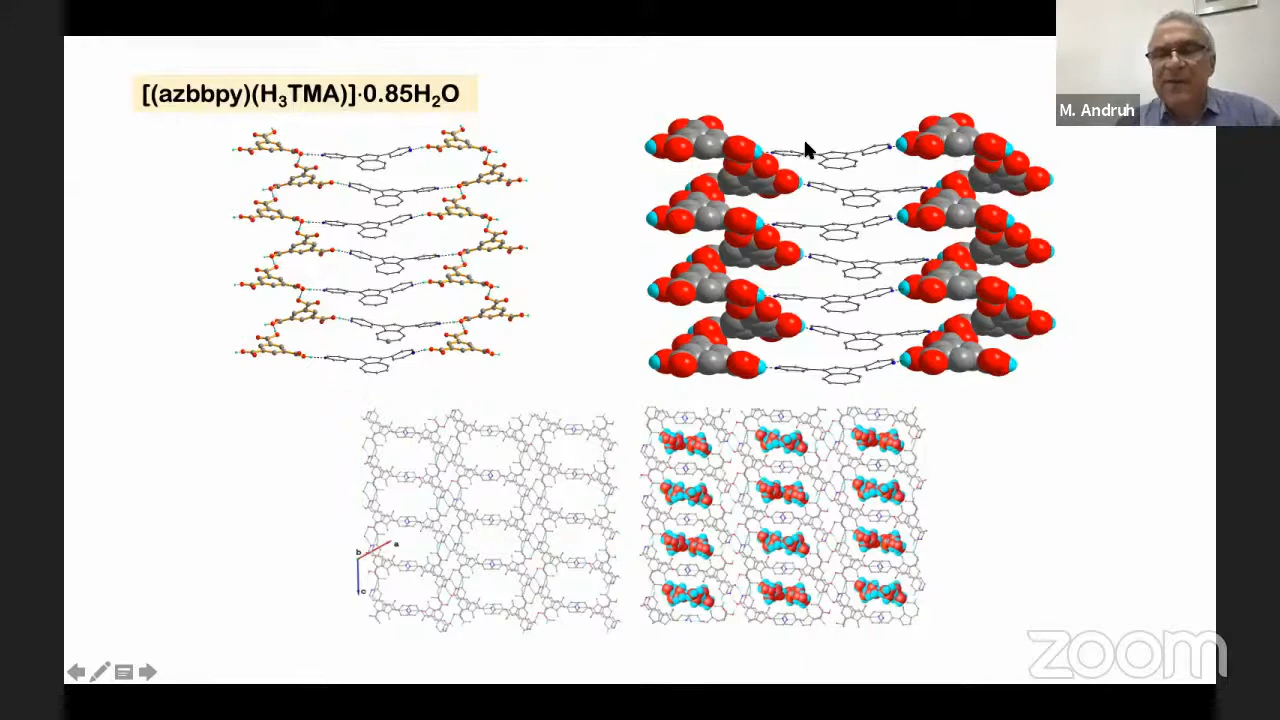 [(azbbpy)(H₃TMA)]·0.85H₂O
M. Andruh
b
a
c
zoom